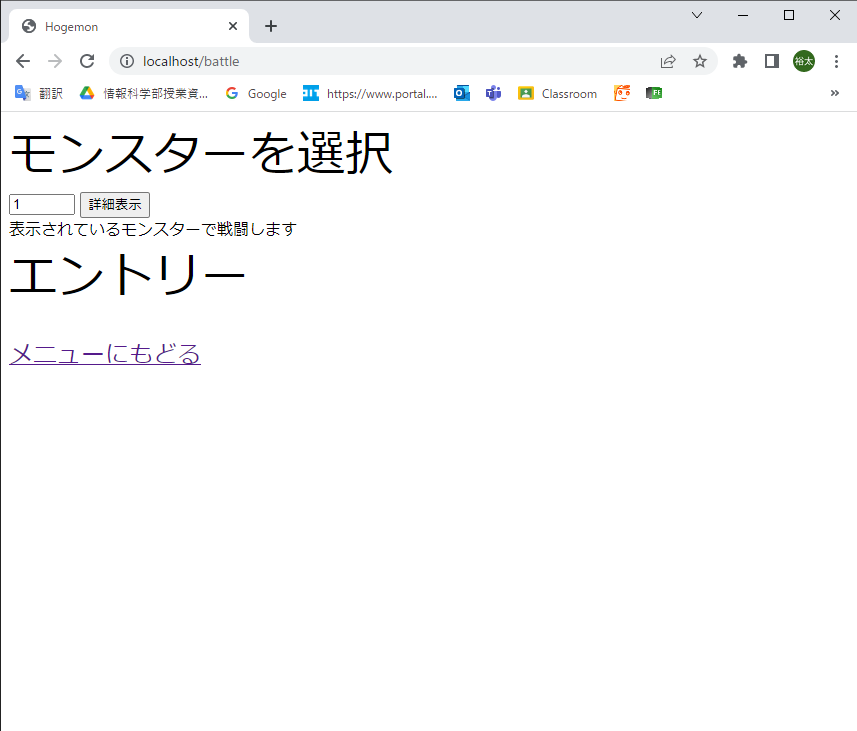 Hogemon
localhost/battle
裕太
翻訳
情報科学部授業資...
Google
https://www.portal....
Classroom
モンスターを選択
1 詳細表示
表示されているモンスターで戦闘します
エントリー
メニューにもどる